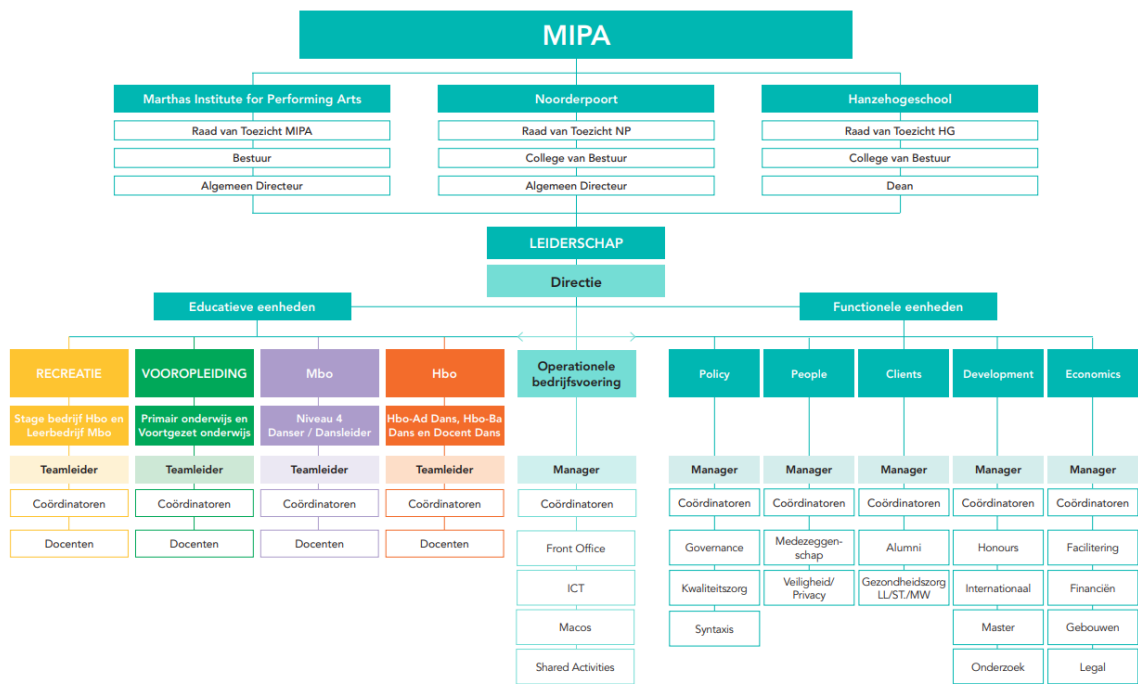 MIPA
Marthas Institute for Performing Arts
Noorderpoort
Hanzehogeschool
Raad van Toezicht MIPA
Raad van Toezicht NP
Raad van Toezicht HG
Bestuur
College van Bestuur
College van Bestuur
Algemeen Directeur
Algemeen Directeur
Dean
LEIDERSCHAP
Directie
Educatieve eenheden
Functionele eenheden
RECREATIE
VOOROPLEIDING
Mbo
Hbo
Operationele
bedrijfsvoering
Policy
People
Clients
Development
Economics
Stage bedrijf Hbo en
Leerbedrijf Mbo
Primair onderwijs en
Voortgezet onderwijs
Niveau 4
Danser / Dansleider
Hbo-Ad Dans, Hbo-Ba
Dans en Docent Dans
Teamleider
Teamleider
Teamleider
Teamleider
Manager
Manager
Manager
Manager
Manager
Manager
Coördinatoren
Coördinatoren
Coördinatoren
Coördinatoren
Coördinatoren
Coördinatoren
Coördinatoren
Coördinatoren
Coördinatoren
Coördinatoren
Docenten
Docenten
Docenten
Docenten
Front Office
Governance
Medezeggen-
schap
Alumni
Honours
Facilitering
ICT
Kwaliteitszorg
Veiligheid/
Privacy
Gezondheidszorg
LL/ST./MW
Internationaal
Financiën
Macos
Syntaxis
Master
Gebouwen
Shared Activities
Onderzoek
Legal